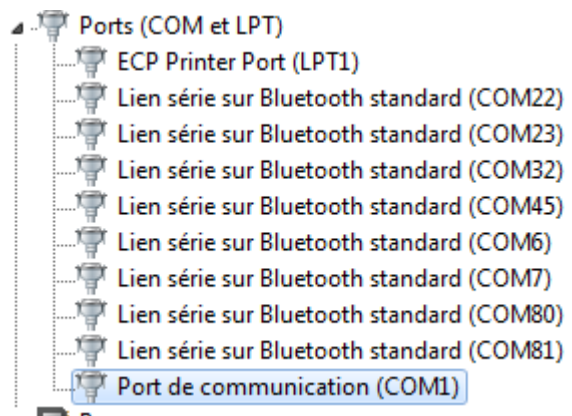 Ports (COM et LPT)
ECP Printer Port (LPT1)
Lien série sur Bluetooth standard (COM22)
Lien série sur Bluetooth standard (COM23)
Lien série sur Bluetooth standard (COM32)
Lien série sur Bluetooth standard (COM45)
Lien série sur Bluetooth standard (COM6)
Lien série sur Bluetooth standard (COM7)
Lien série sur Bluetooth standard (COM80)
Lien série sur Bluetooth standard (COM81)
Port de communication (COM1)